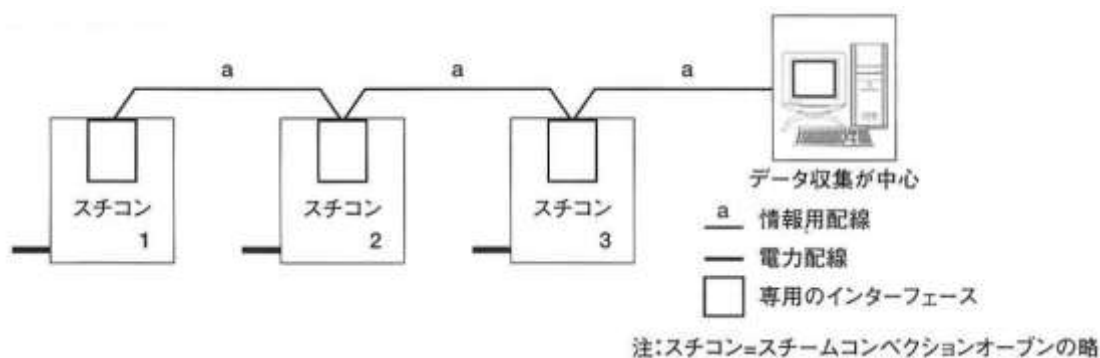 a
a
a
スチコン
1
スチコン
2
スチコン
3
データ収集が中心
a 情報用配線
電力配線
専用のインターフェース
注:スチコン=スチームコンベクションオーブンの略